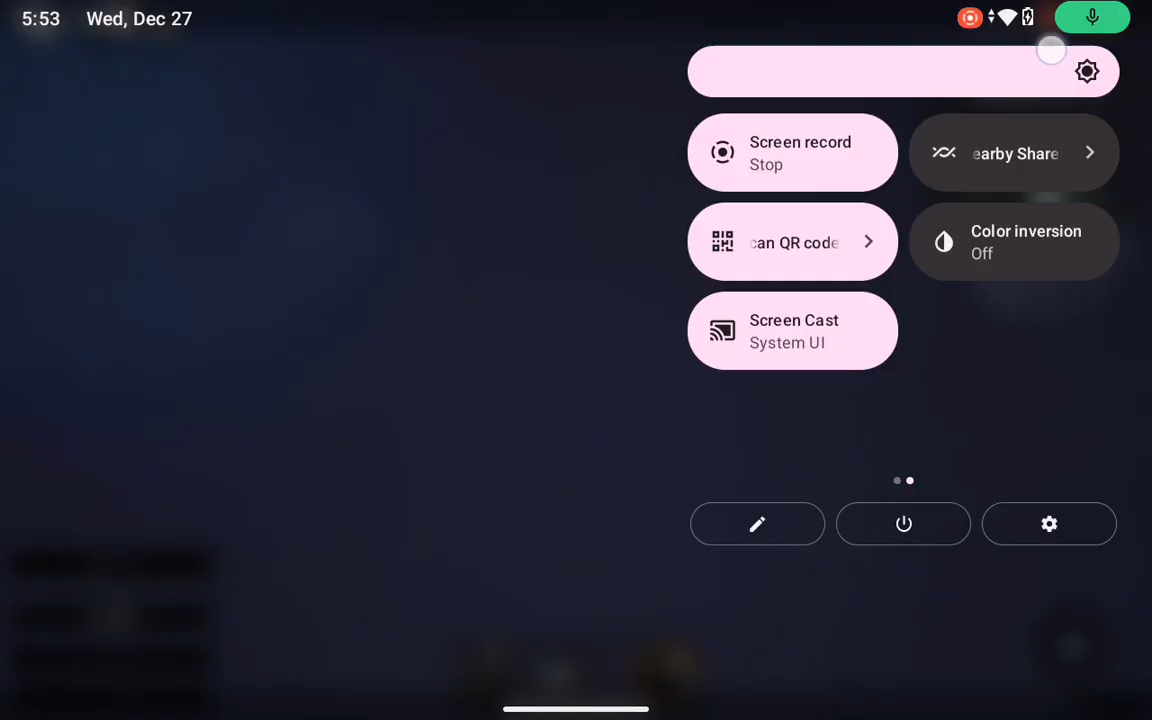 5:53 Wed, Dec 27
Screen record
Stop
earby Share
can QR code
Color inversion
Off
Screen Cast
System UI